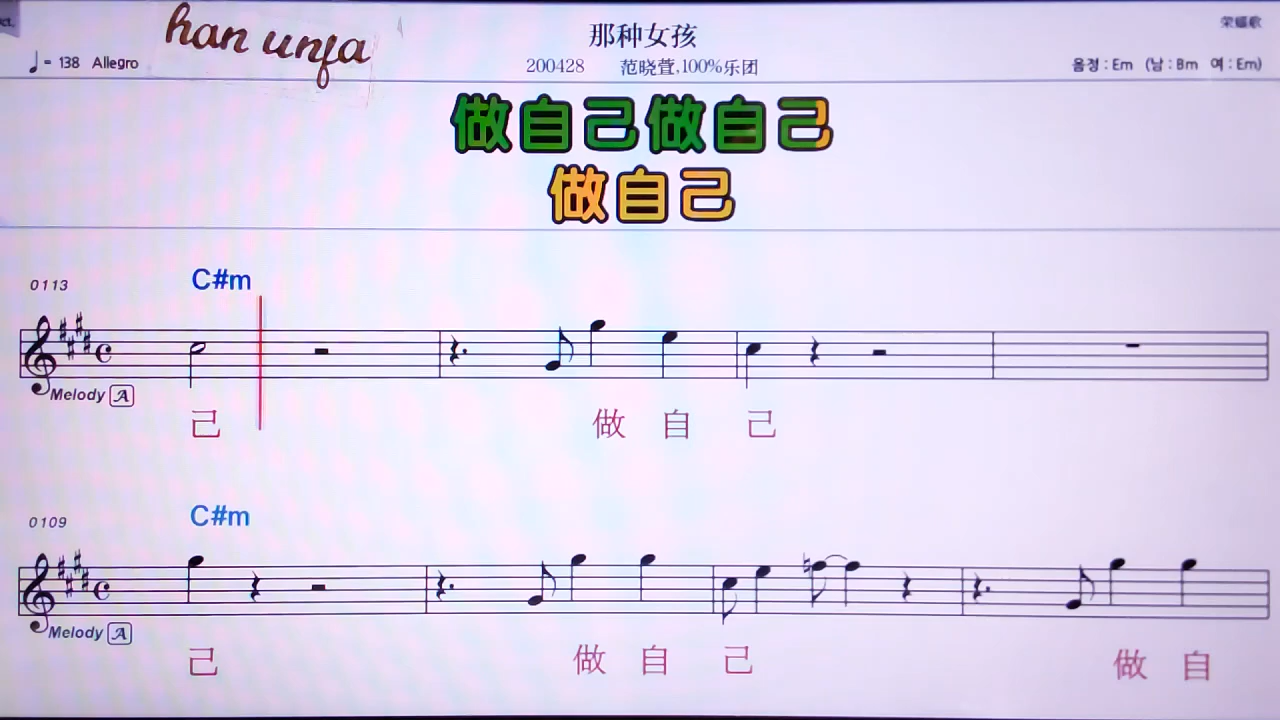 han unfa
那种女孩
♩= 138 Allegro
200428 范晓萱,100%乐团
음정 : Em (남 : Bm 여 : Em)
做自己做自己
做自己
0113
C#m
Melody A
己 做 自 己
0109
C#m
Melody A
己 做 自 己 做 自